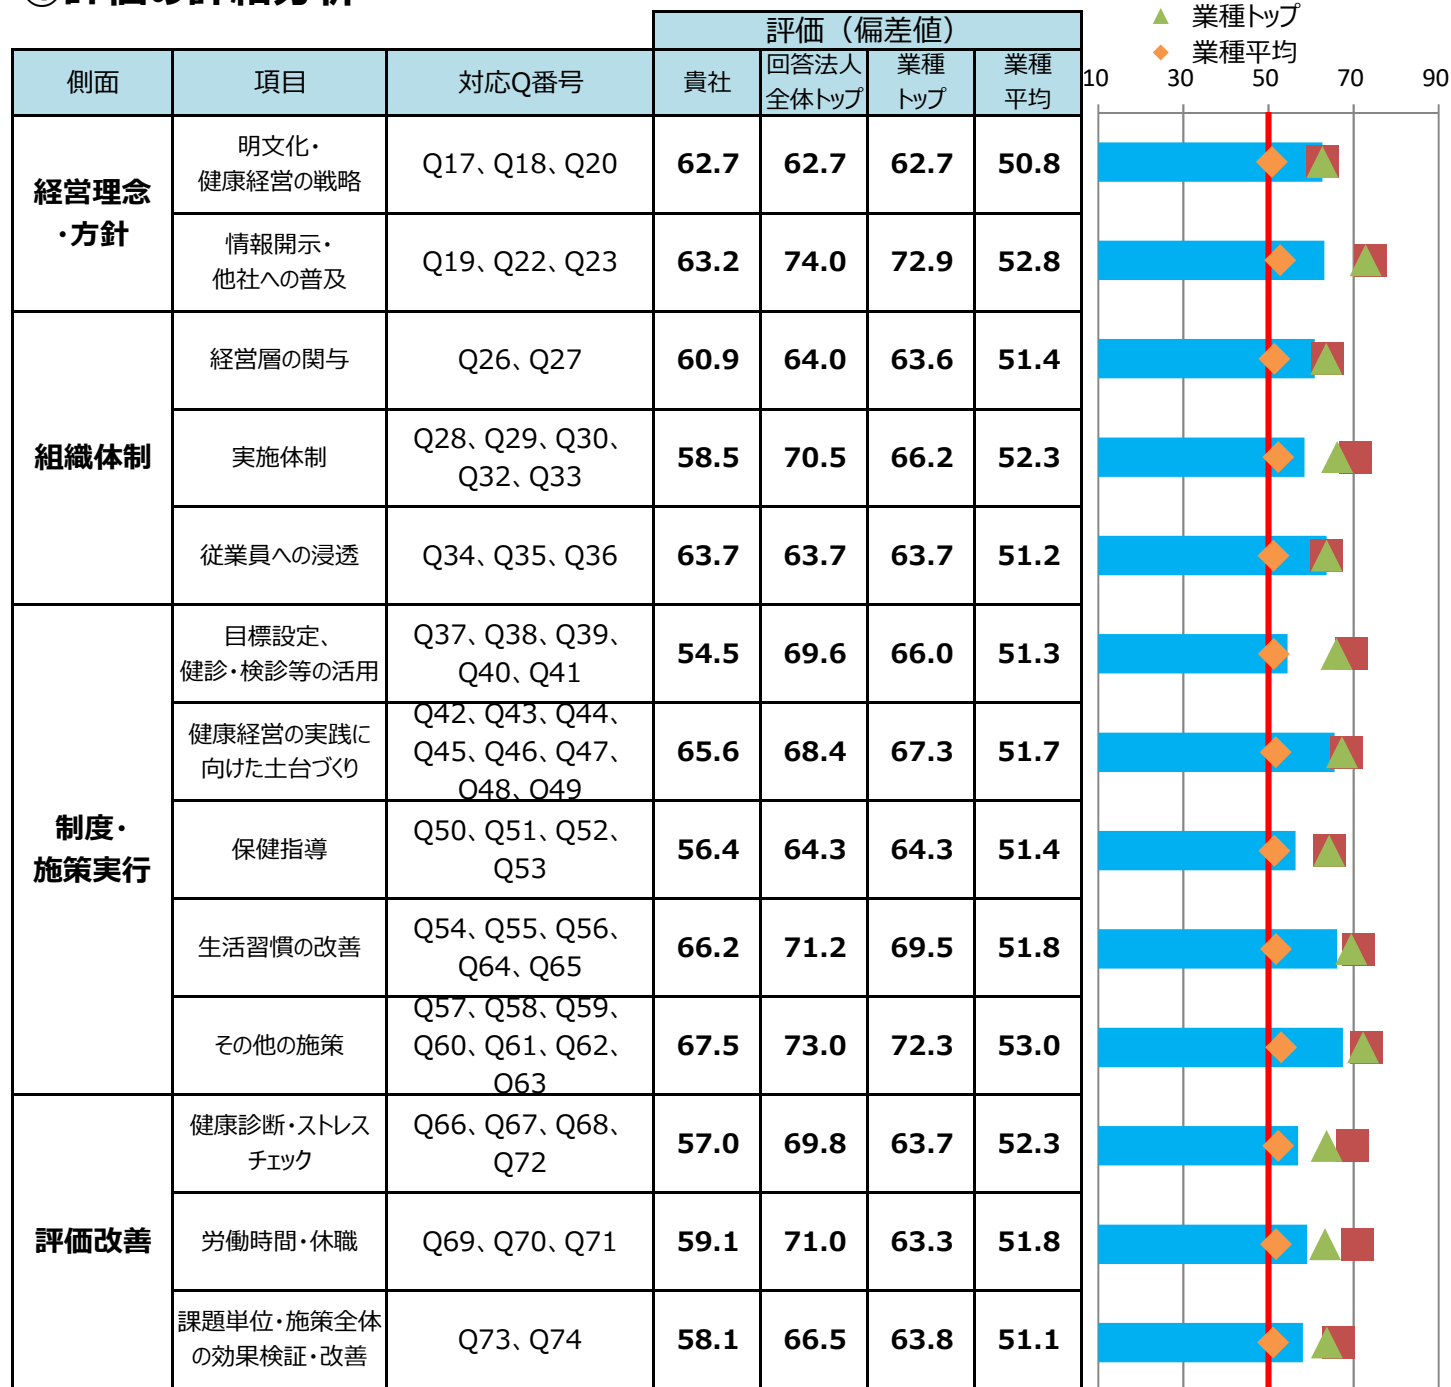 ③評価の詳細分析
業種トップ
業種平均
評価（偏差値）
側面 項目 対応Q番号 貴社 回答法人 業種 業種
全体トップ トップ 平均
10 30 50 70 90
経営理念
・方針
明文化・
健康経営の戦略
Q17、Q18、Q20 62.7 62.7 62.7 50.8
情報開示・
他社への普及
Q19、Q22、Q23 63.2 74.0 72.9 52.8
組織体制
経営層の関与 Q26、Q27 60.9 64.0 63.6 51.4
実施体制
Q28、Q29、Q30、
Q32、Q33
58.5 70.5 66.2 52.3
従業員への浸透 Q34、Q35、Q36 63.7 63.7 63.7 51.2
制度・
施策実行
目標設定、
健診・検診等の活用
Q37、Q38、Q39、
Q40、Q41
54.5 69.6 66.0 51.3
健康経営の実践に
向けた土台づくり
Q42、Q43、Q44、
Q45、Q46、Q47、
Q48、Q49
65.6 68.4 67.3 51.7
保健指導
Q50、Q51、Q52、
Q53
56.4 64.3 64.3 51.4
生活習慣の改善
Q54、Q55、Q56、
Q64、Q65
66.2 71.2 69.5 51.8
その他の施策
Q57、Q58、Q59、
Q60、Q61、Q62、
Q63
67.5 73.0 72.3 53.0
評価改善
健康診断・ストレス
チェック
Q66、Q67、Q68、
Q72
57.0 69.8 63.7 52.3
労働時間・休職 Q69、Q70、Q71 59.1 71.0 63.3 51.8
課題単位・施策全体
の効果検証・改善
Q73、Q74 58.1 66.5 63.8 51.1